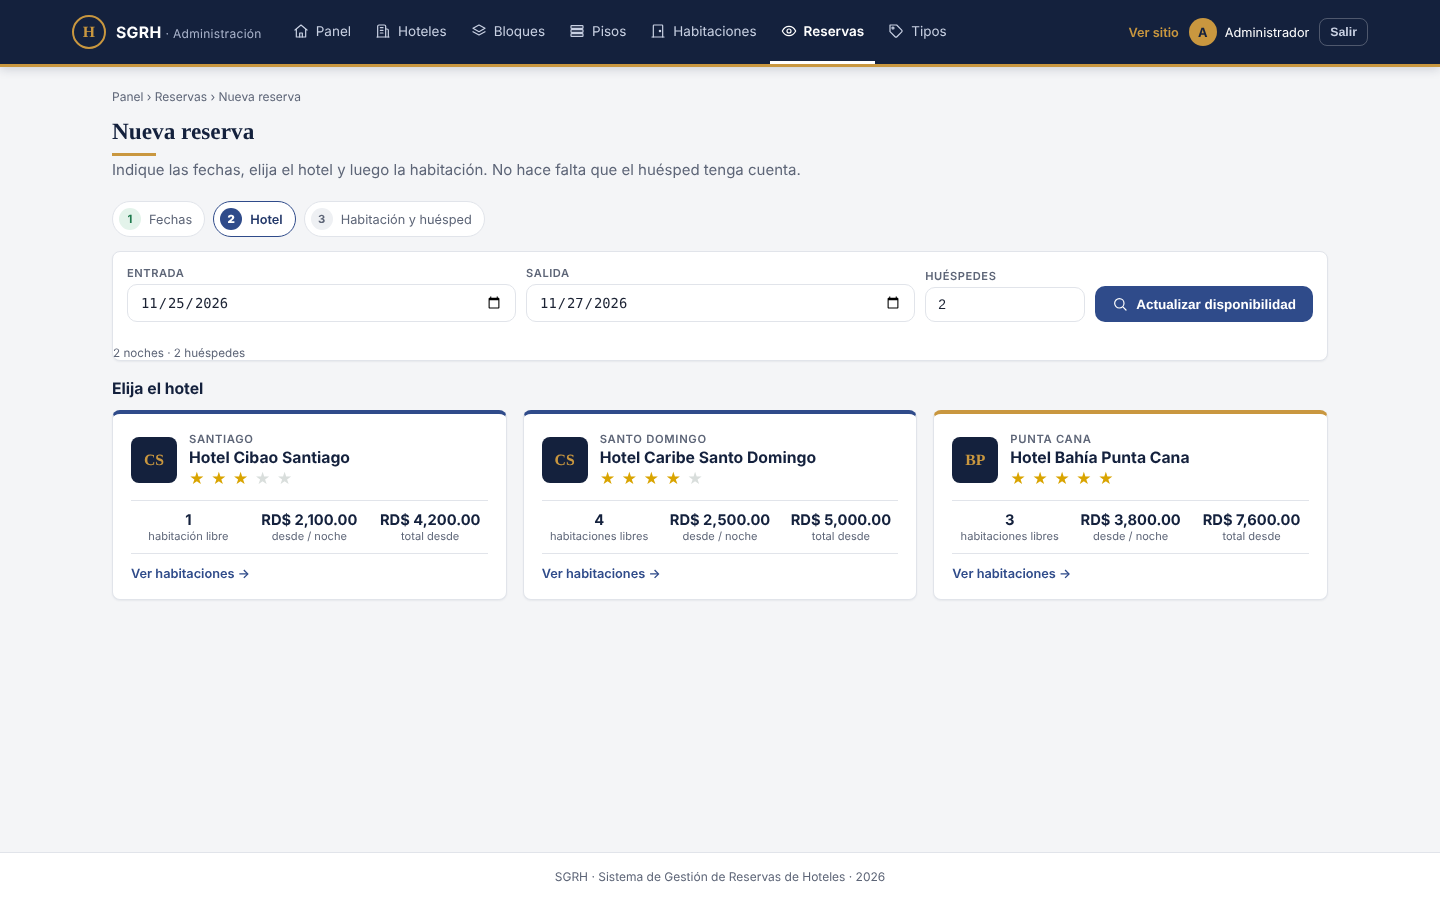 H SGRH · Administración Panel Hoteles Bloques Pisos Habitaciones Reservas Tipos Ver sitio A Administrador Salir
Panel › Reservas › Nueva reserva
Nueva reserva
Indique las fechas, elija el hotel y luego la habitación. No hace falta que el huésped tenga cuenta.
1 Fechas 2 Hotel 3 Habitación y huésped
ENTRADA SALIDA HUÉSPEDES
11/25/2026 11/27/2026 2 Actualizar disponibilidad
2 noches · 2 huéspedes
Elija el hotel
CS
SANTIAGO
Hotel Cibao Santiago
★ ★ ★ ★ ★
1 RD$ 2,100.00 RD$ 4,200.00
habitación libre desde / noche total desde
Ver habitaciones →
CS
SANTO DOMINGO
Hotel Caribe Santo Domingo
★ ★ ★ ★ ★
4 RD$ 2,500.00 RD$ 5,000.00
habitaciones libres desde / noche total desde
Ver habitaciones →
BP
PUNTA CANA
Hotel Bahía Punta Cana
★ ★ ★ ★ ★
3 RD$ 3,800.00 RD$ 7,600.00
habitaciones libres desde / noche total desde
Ver habitaciones →
SGRH · Sistema de Gestión de Reservas de Hoteles · 2026